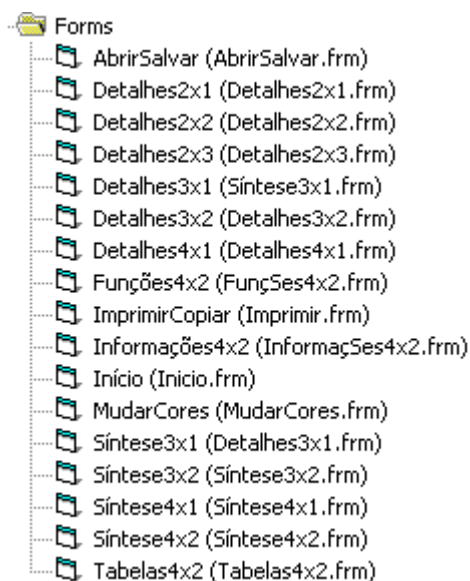 Forms
AbrirSalvar (AbrirSalvar.frm)
Detalhes2x1 (Detalhes2x1.frm)
Detalhes2x2 (Detalhes2x2.frm)
Detalhes2x3 (Detalhes2x3.frm)
Detalhes3x1 (Síntese3x1.frm)
Detalhes3x2 (Detalhes3x2.frm)
Detalhes4x1 (Detalhes4x1.frm)
Funções4x2 (FunçSes4x2.frm)
ImprimirCopiar (Imprimir.frm)
Informações4x2 (InformaçSes4x2.frm)
Início (Inicio.frm)
MudarCores (MudarCores.frm)
Síntese3x1 (Detalhes3x1.frm)
Síntese3x2 (Síntese3x2.frm)
Síntese4x1 (Síntese4x1.frm)
Síntese4x2 (Síntese4x2.frm)
Tabelas4x2 (Tabelas4x2.frm)